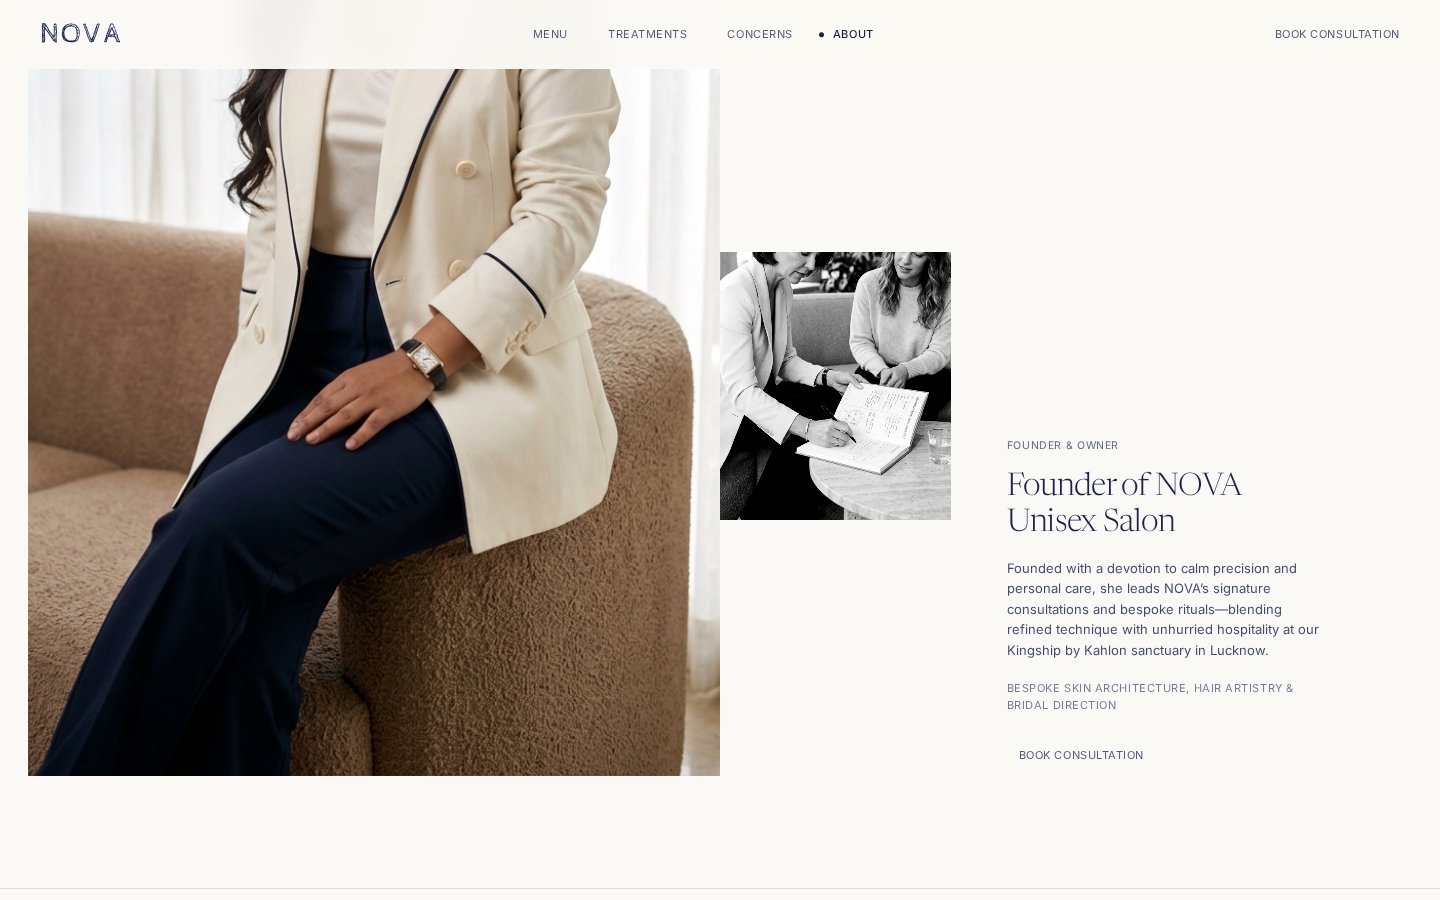 NOVA
MENU
TREATMENTS
CONCERNS
ABOUT
BOOK CONSULTATION
FOUNDER & OWNER
Founder of NOVA
Unisex Salon
Founded with a devotion to calm precision and
personal care, she leads NOVA’s signature
consultations and bespoke rituals—blending
refined technique with unhurried hospitality at our
Kingship by Kahlon sanctuary in Lucknow.
BESPOKE SKIN ARCHITECTURE, HAIR ARTISTRY &
BRIDAL DIRECTION
BOOK CONSULTATION